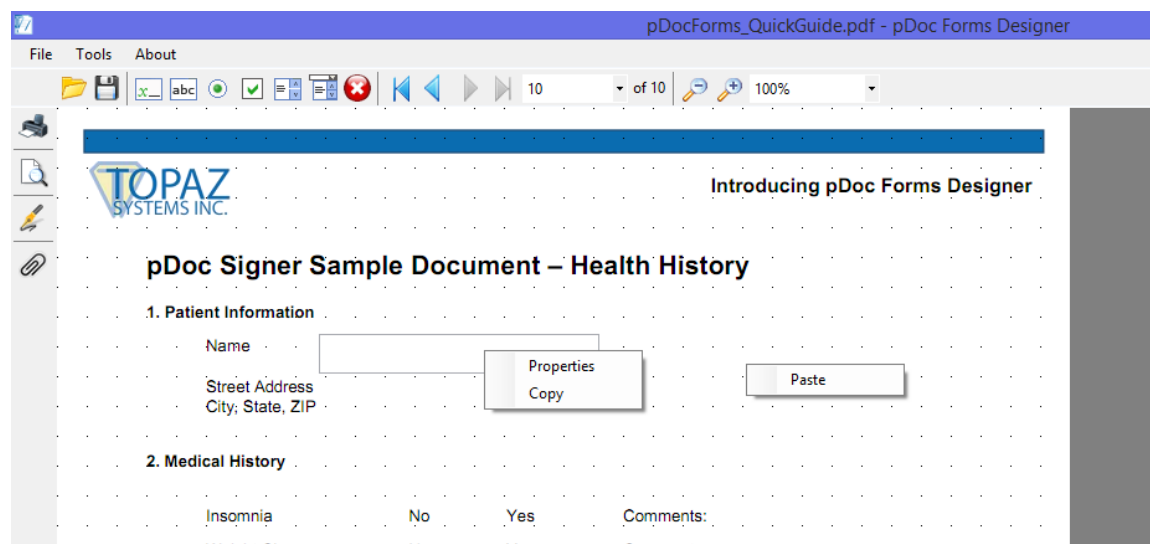 pDocForms_QuickGuide.pdf - pDoc Forms Designer
File Tools About
x_ abc 10 of 10 100%
TOPAZ
SYSTEMS INC.
Introducing pDoc Forms Designer
pDoc Signer Sample Document – Health History
1. Patient Information
Name
Properties
Copy
Paste
Street Address
City, State, ZIP
2. Medical History
Insomnia No Yes Comments: